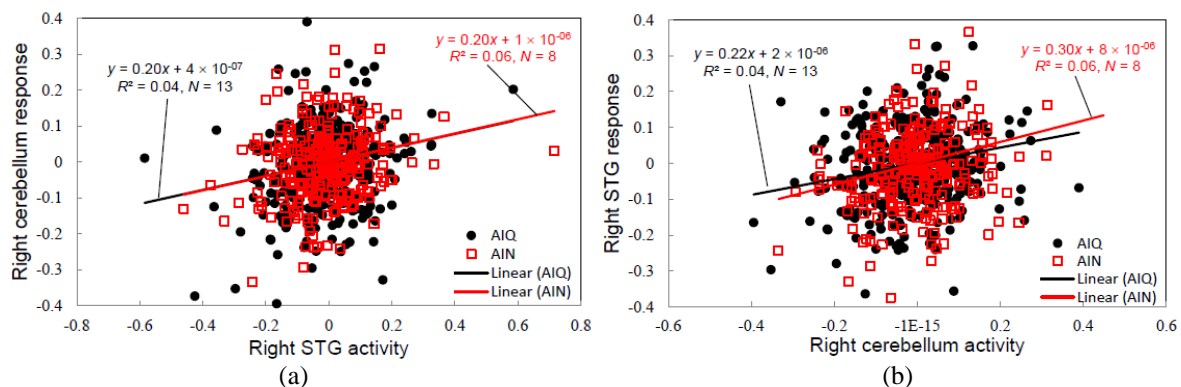 0.4
0.3
0.2
0.1
0
0.1
0.2
0.3
0.4
Right cerebellum response
y = 0.20x + 4 × 10⁻⁰⁷
R² = 0.04, N = 13
y = 0.20x + 1 × 10⁻⁰⁶
R² = 0.06, N = 8
AIQ
AIN
Linear (AIQ)
Linear (AIN)
-0.8 -0.6 -0.4 -0.2 0 0.2 0.4 0.6 0.8
Right STG activity
(a)
0.4
0.3
0.2
0.1
0
-0.1
-0.2
-0.3
-0.4
Right STG response
y = 0.22x + 2 × 10⁻⁰⁶
R² = 0.04, N = 13
y = 0.30x + 8 × 10⁻⁰⁶
R² = 0.06, N = 8
AIQ
AIN
Linear (AIQ)
Linear (AIN)
-0.6 -0.2 -1E-15 0.2 0.6
Right cerebellum activity
(b)